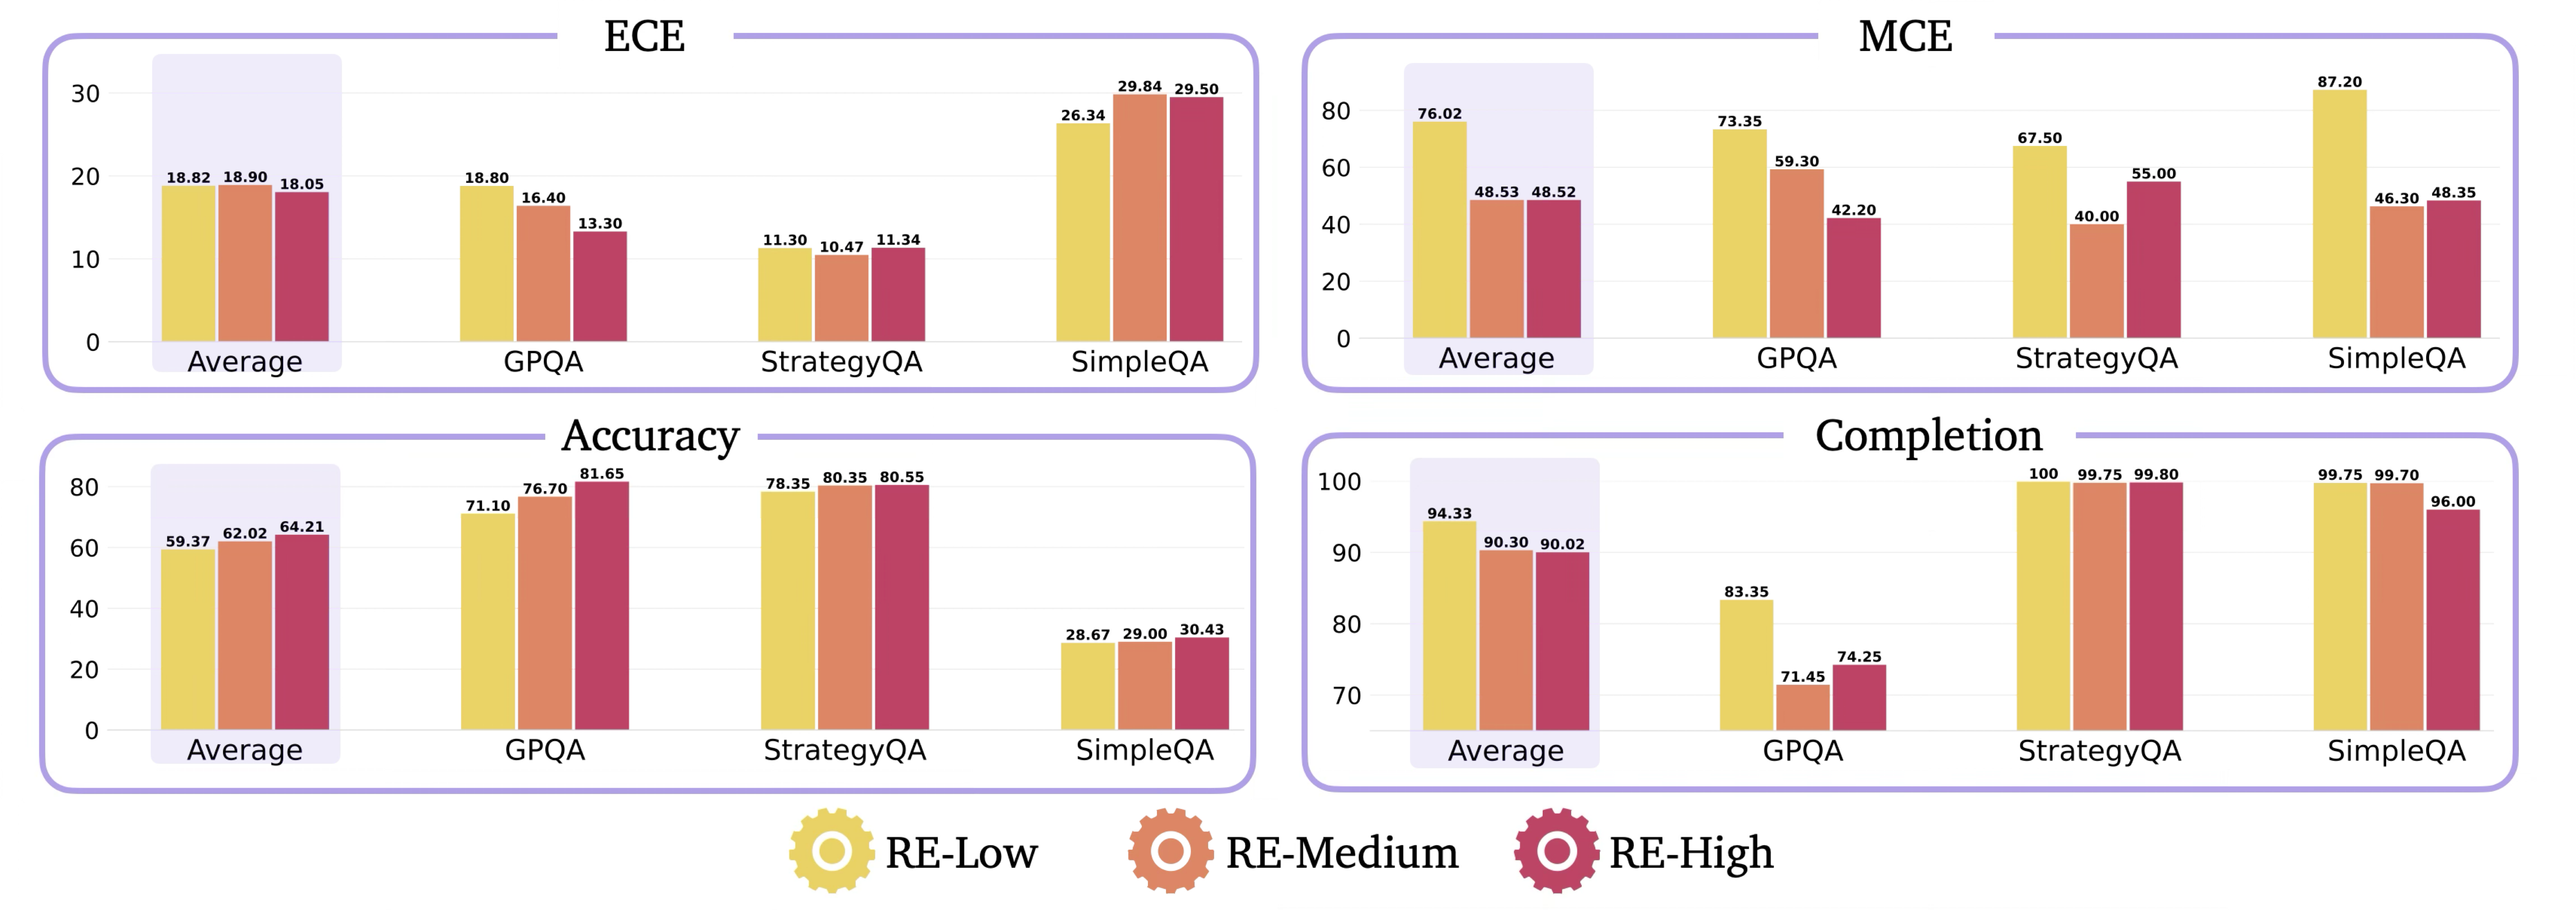 ECE
30
20
10
0
18.82 18.90 18.05
18.80 16.40 13.30
11.30 10.47 11.34
26.34 29.84 29.50
Average GPQA StrategyQA SimpleQA
MCE
80
60
40
20
0
76.02 48.53 48.52
73.35 59.30 42.20
67.50 40.00 55.00
87.20 46.30 48.35
Average GPQA StrategyQA SimpleQA
Accuracy
80
60
40
20
0
59.37 62.02 64.21
71.10 76.70 81.65
78.35 80.35 80.55
28.67 29.00 30.43
Average GPQA StrategyQA SimpleQA
Completion
100
90
80
70
94.33 90.30 90.02
83.35 71.45 74.25
100 99.75 99.80
99.75 99.70 96.00
Average GPQA StrategyQA SimpleQA
RE-Low RE-Medium RE-High